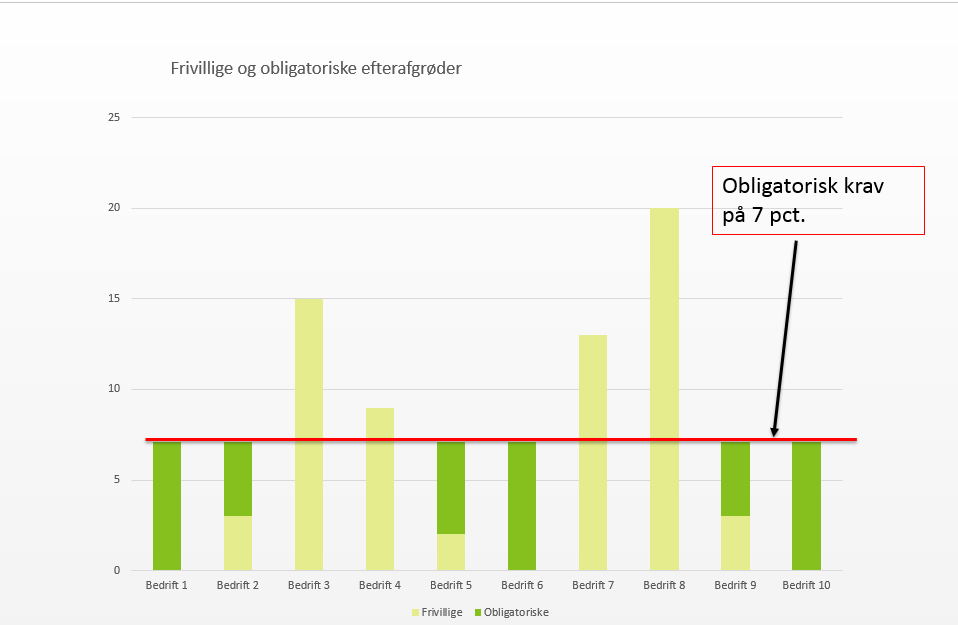 Frivillige og obligatoriske efterafgrøder
25
20
15
10
5
0
Obligatorisk krav
på 7 pct.
Bedrift 1 Bedrift 2 Bedrift 3 Bedrift 4 Bedrift 5 Bedrift 6 Bedrift 7 Bedrift 8 Bedrift 9 Bedrift 10
Frivillige Obligatoriske